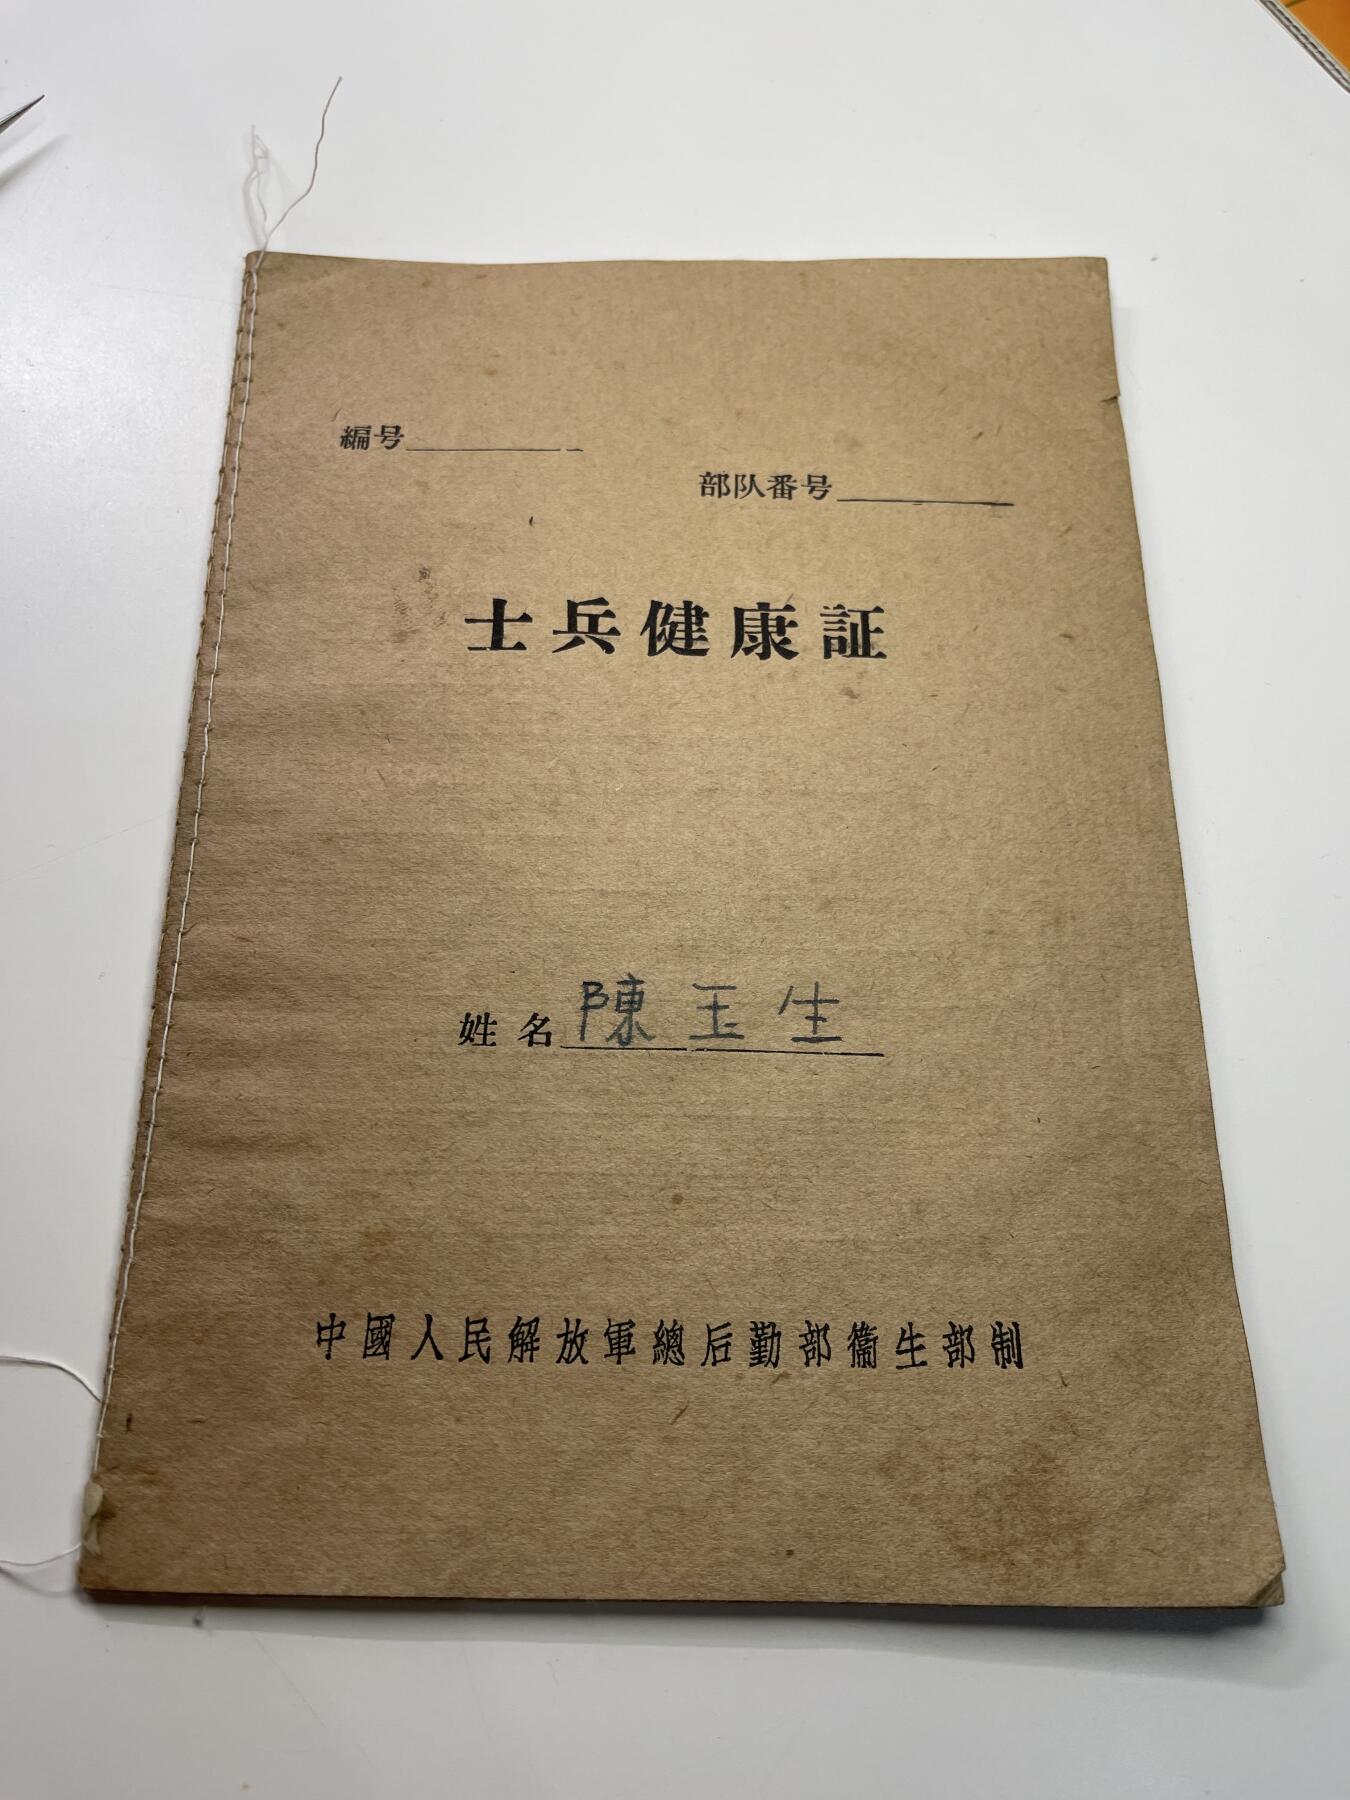 編号
部队番号
士兵健康証
姓名 陳玉生
中國人民解放軍總后勤部衞生部制